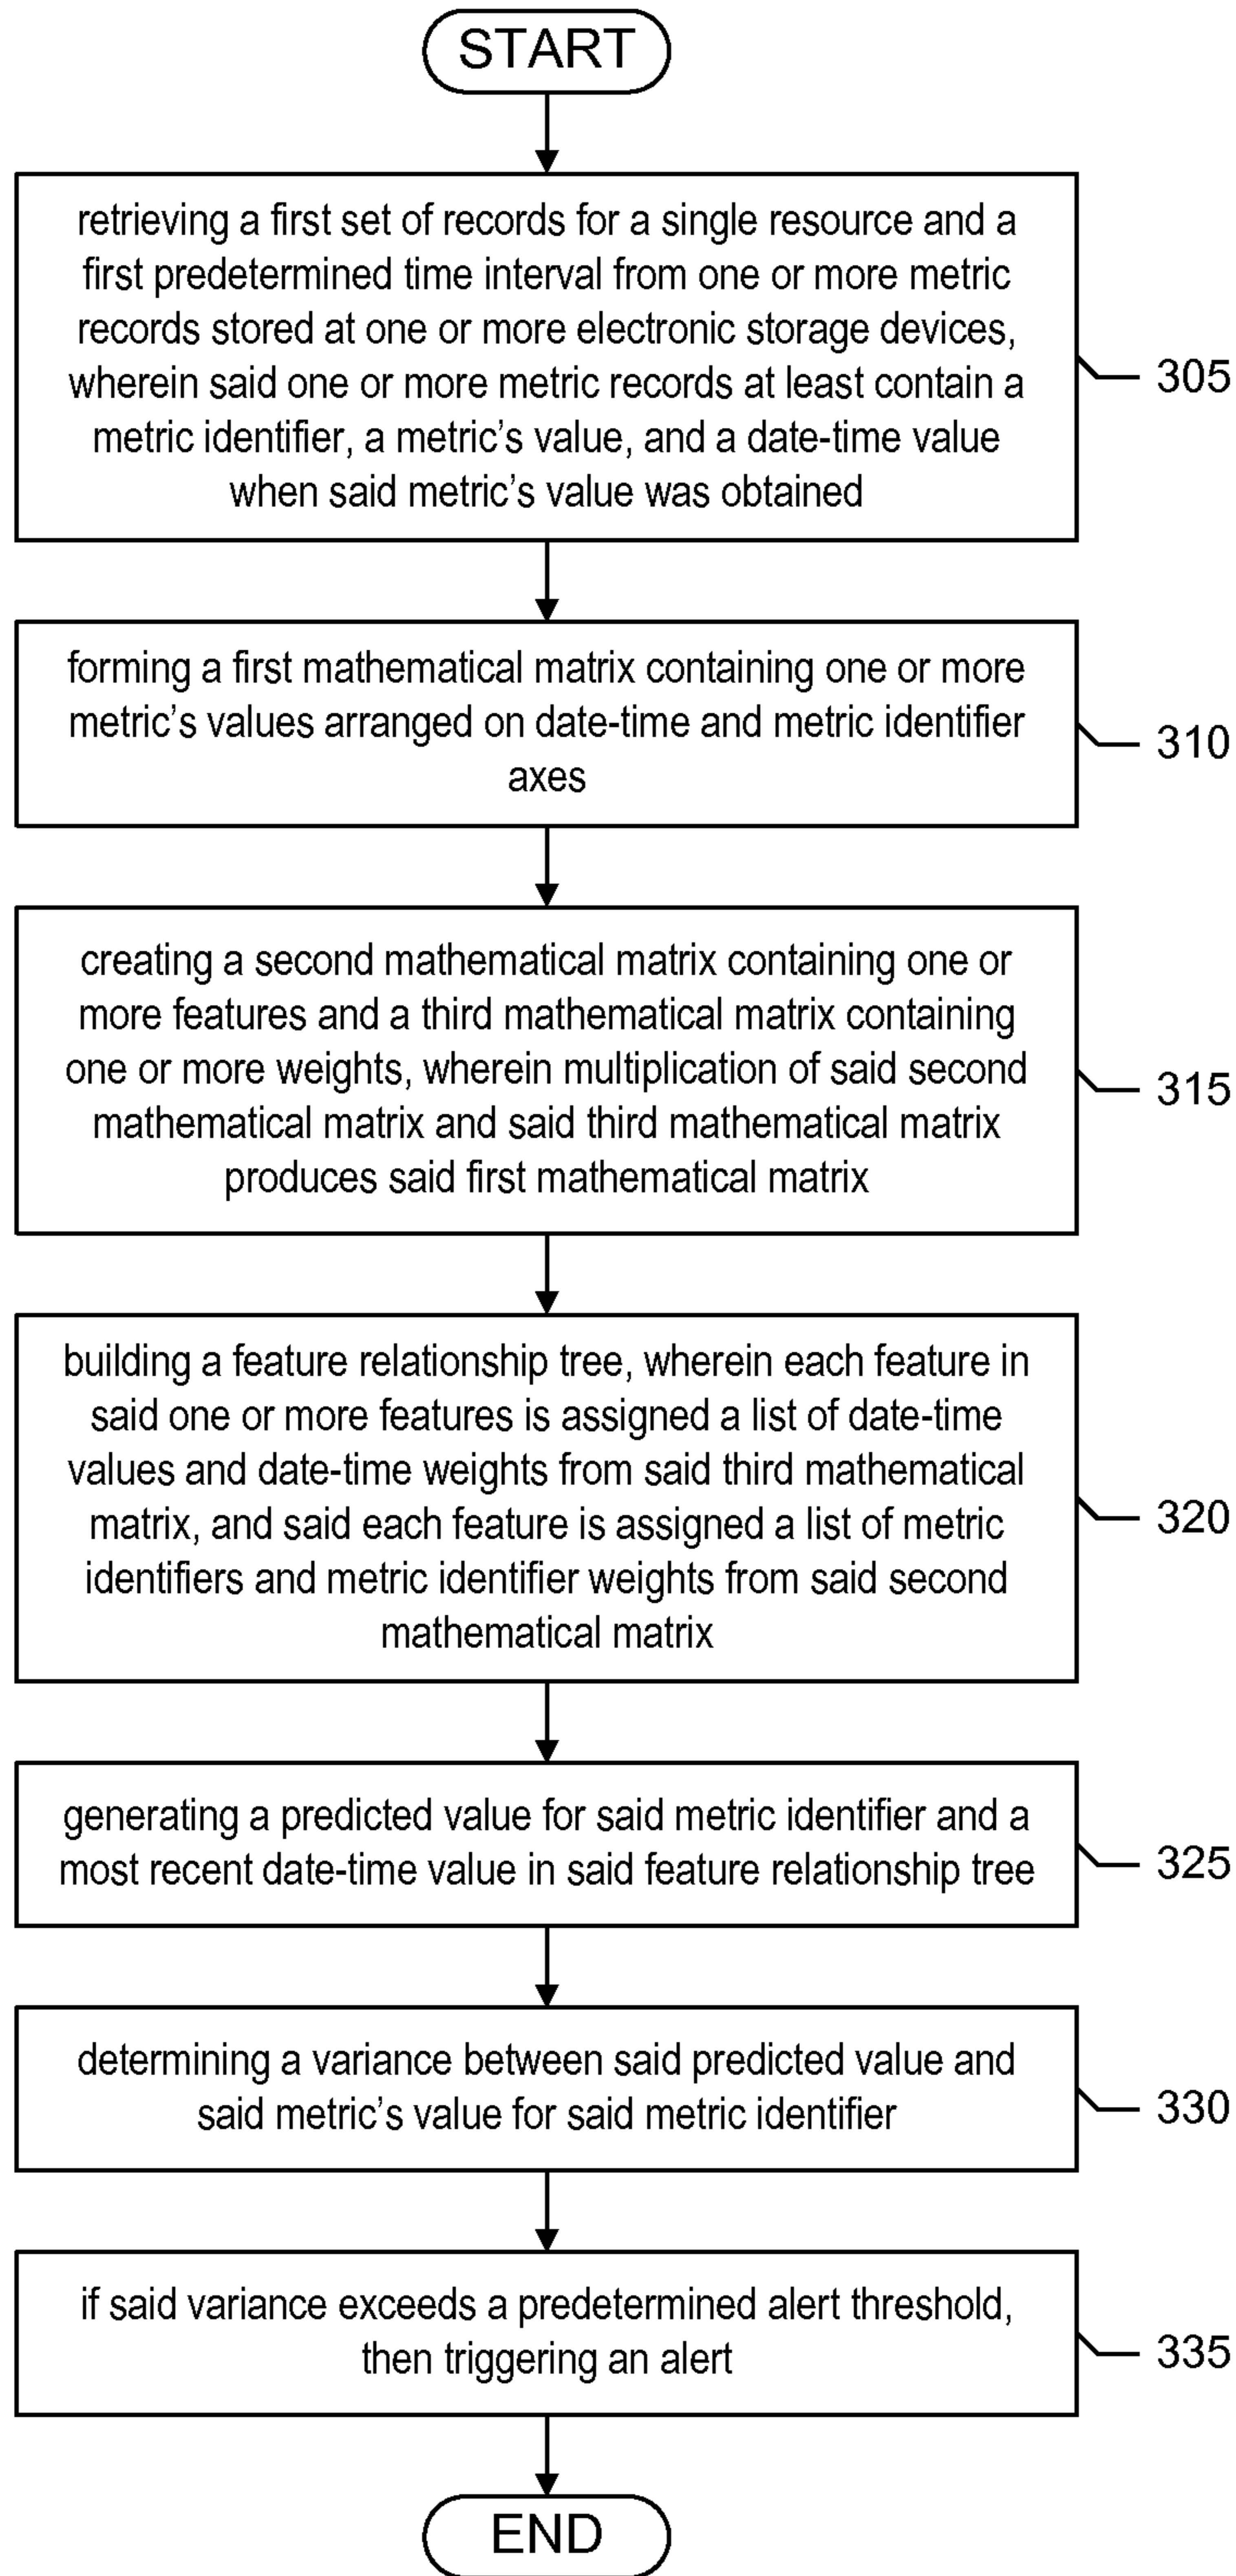 START
retrieving a first set of records for a single resource and a
first predetermined time interval from one or more metric
records stored at one or more electronic storage devices,
wherein said one or more metric records at least contain a
metric identifier, a metric’s value, and a date-time value
when said metric’s value was obtained
305
forming a first mathematical matrix containing one or more
metric’s values arranged on date-time and metric identifier
axes
310
creating a second mathematical matrix containing one or
more features and a third mathematical matrix containing
one or more weights, wherein multiplication of said second
mathematical matrix and said third mathematical matrix
produces said first mathematical matrix
315
building a feature relationship tree, wherein each feature in
said one or more features is assigned a list of date-time
values and date-time weights from said third mathematical
matrix, and said each feature is assigned a list of metric
identifiers and metric identifier weights from said second
mathematical matrix
320
generating a predicted value for said metric identifier and a
most recent date-time value in said feature relationship tree
325
determining a variance between said predicted value and
said metric’s value for said metric identifier
330
if said variance exceeds a predetermined alert threshold,
then triggering an alert
335
END